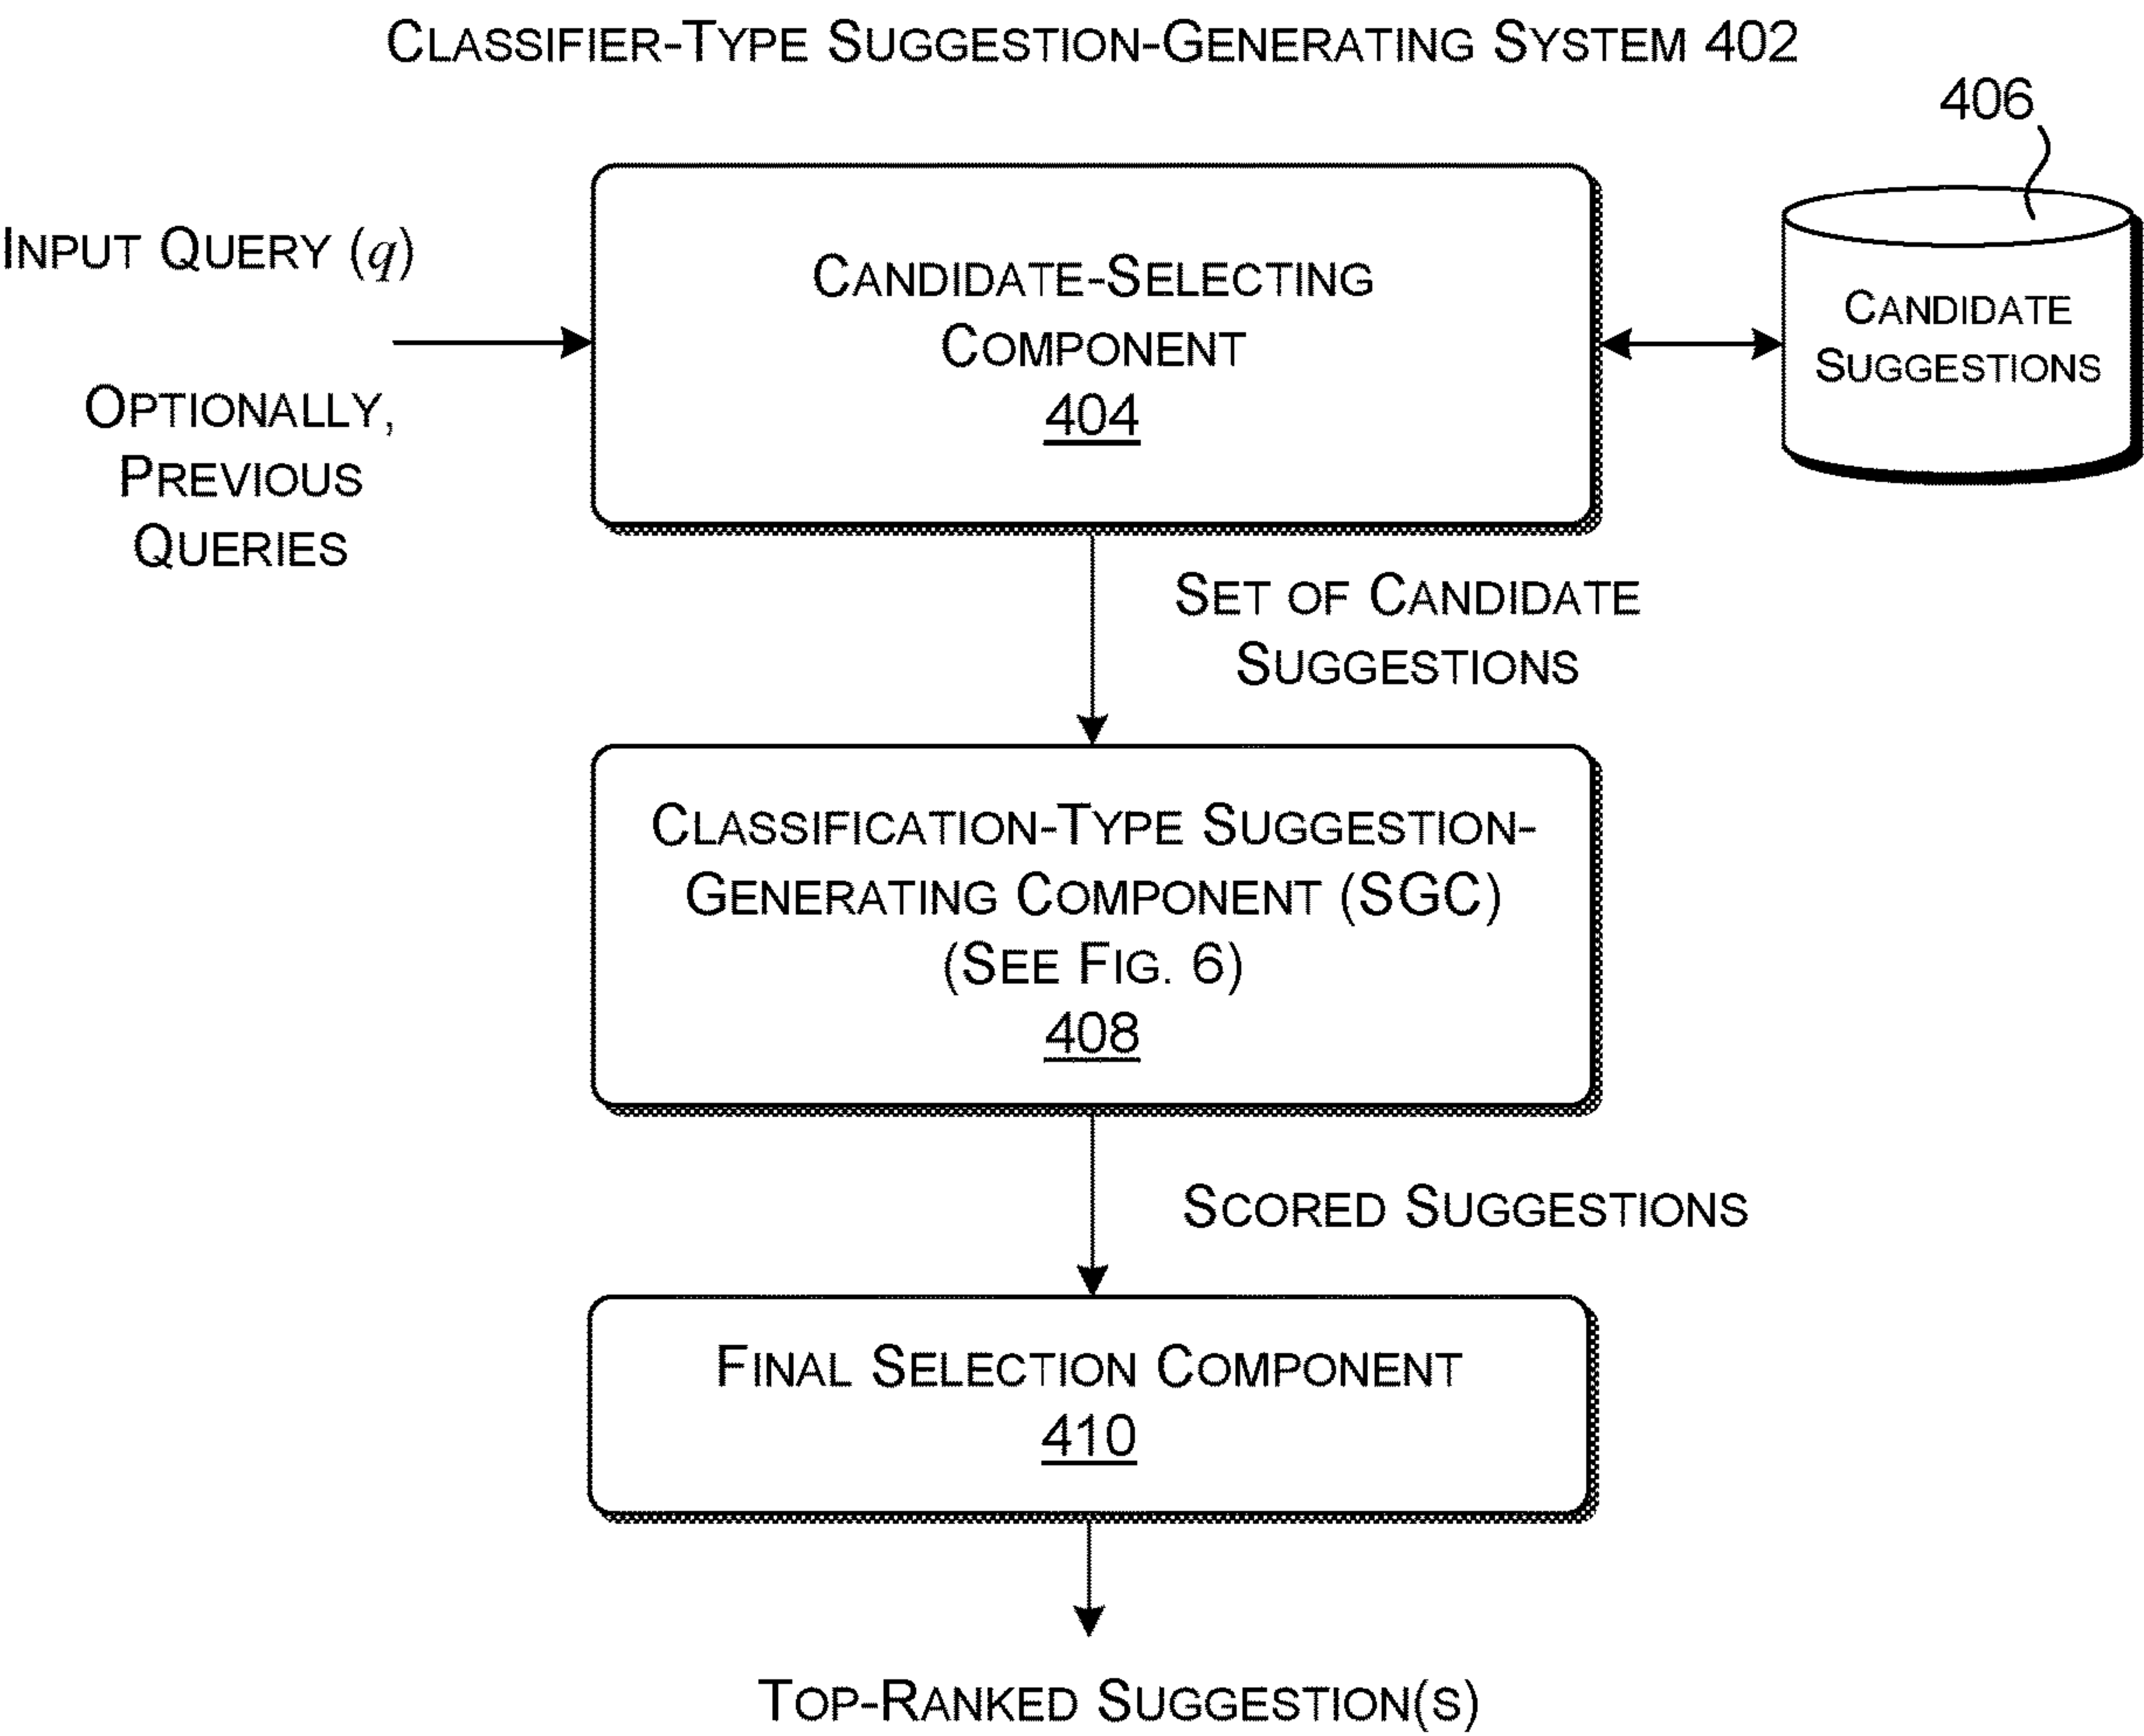 CLASSIFIER-TYPE SUGGESTION-GENERATING SYSTEM 402
406
INPUT QUERY (q)
OPTIONALLY,
PREVIOUS
QUERIES
CANDIDATE-SELECTING
COMPONENT
404
CANDIDATE
SUGGESTIONS
SET OF CANDIDATE
SUGGESTIONS
CLASSIFICATION-TYPE SUGGESTION-
GENERATING COMPONENT (SGC)
(SEE FIG. 6)
408
SCORED SUGGESTIONS
FINAL SELECTION COMPONENT
410
TOP-RANKED SUGGESTION(S)